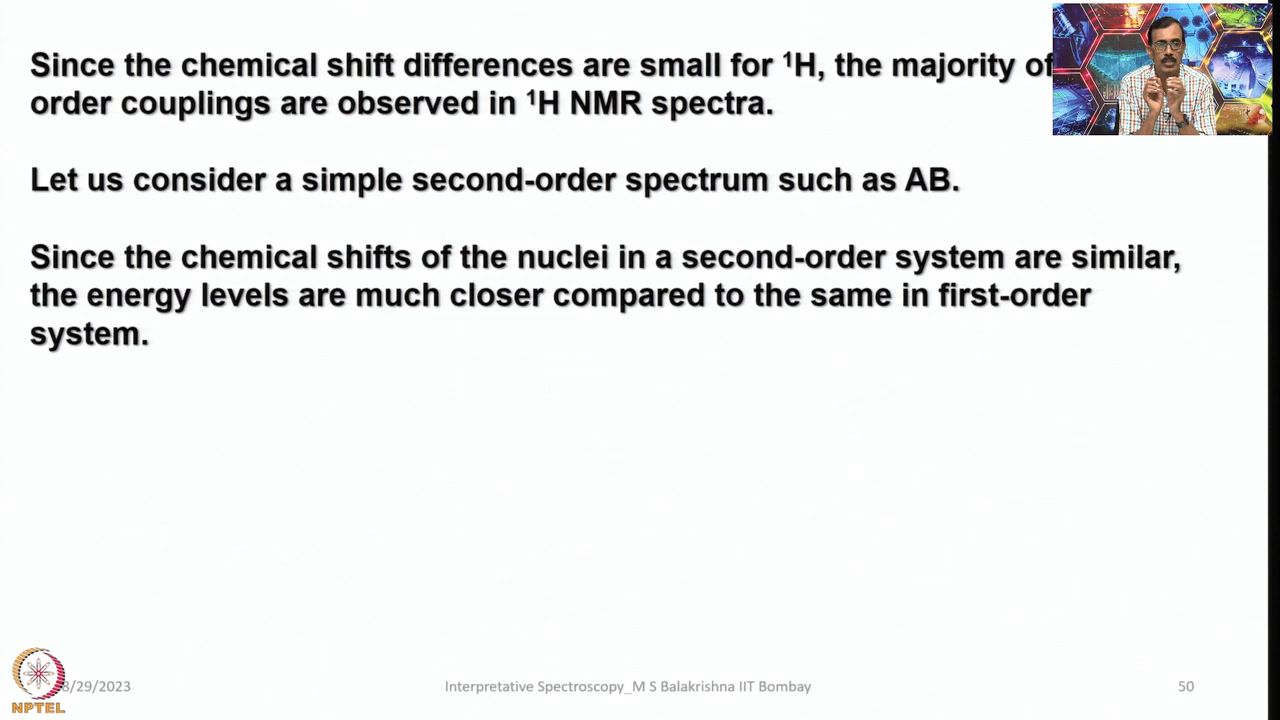 Since the chemical shift differences are small for ¹H, the majority of
order couplings are observed in ¹H NMR spectra.
Let us consider a simple second-order spectrum such as AB.
Since the chemical shifts of the nuclei in a second-order system are similar,
the energy levels are much closer compared to the same in first-order
system.
8/29/2023
Interpretative Spectroscopy_M S Balakrishna IIT Bombay
50
NPTEL